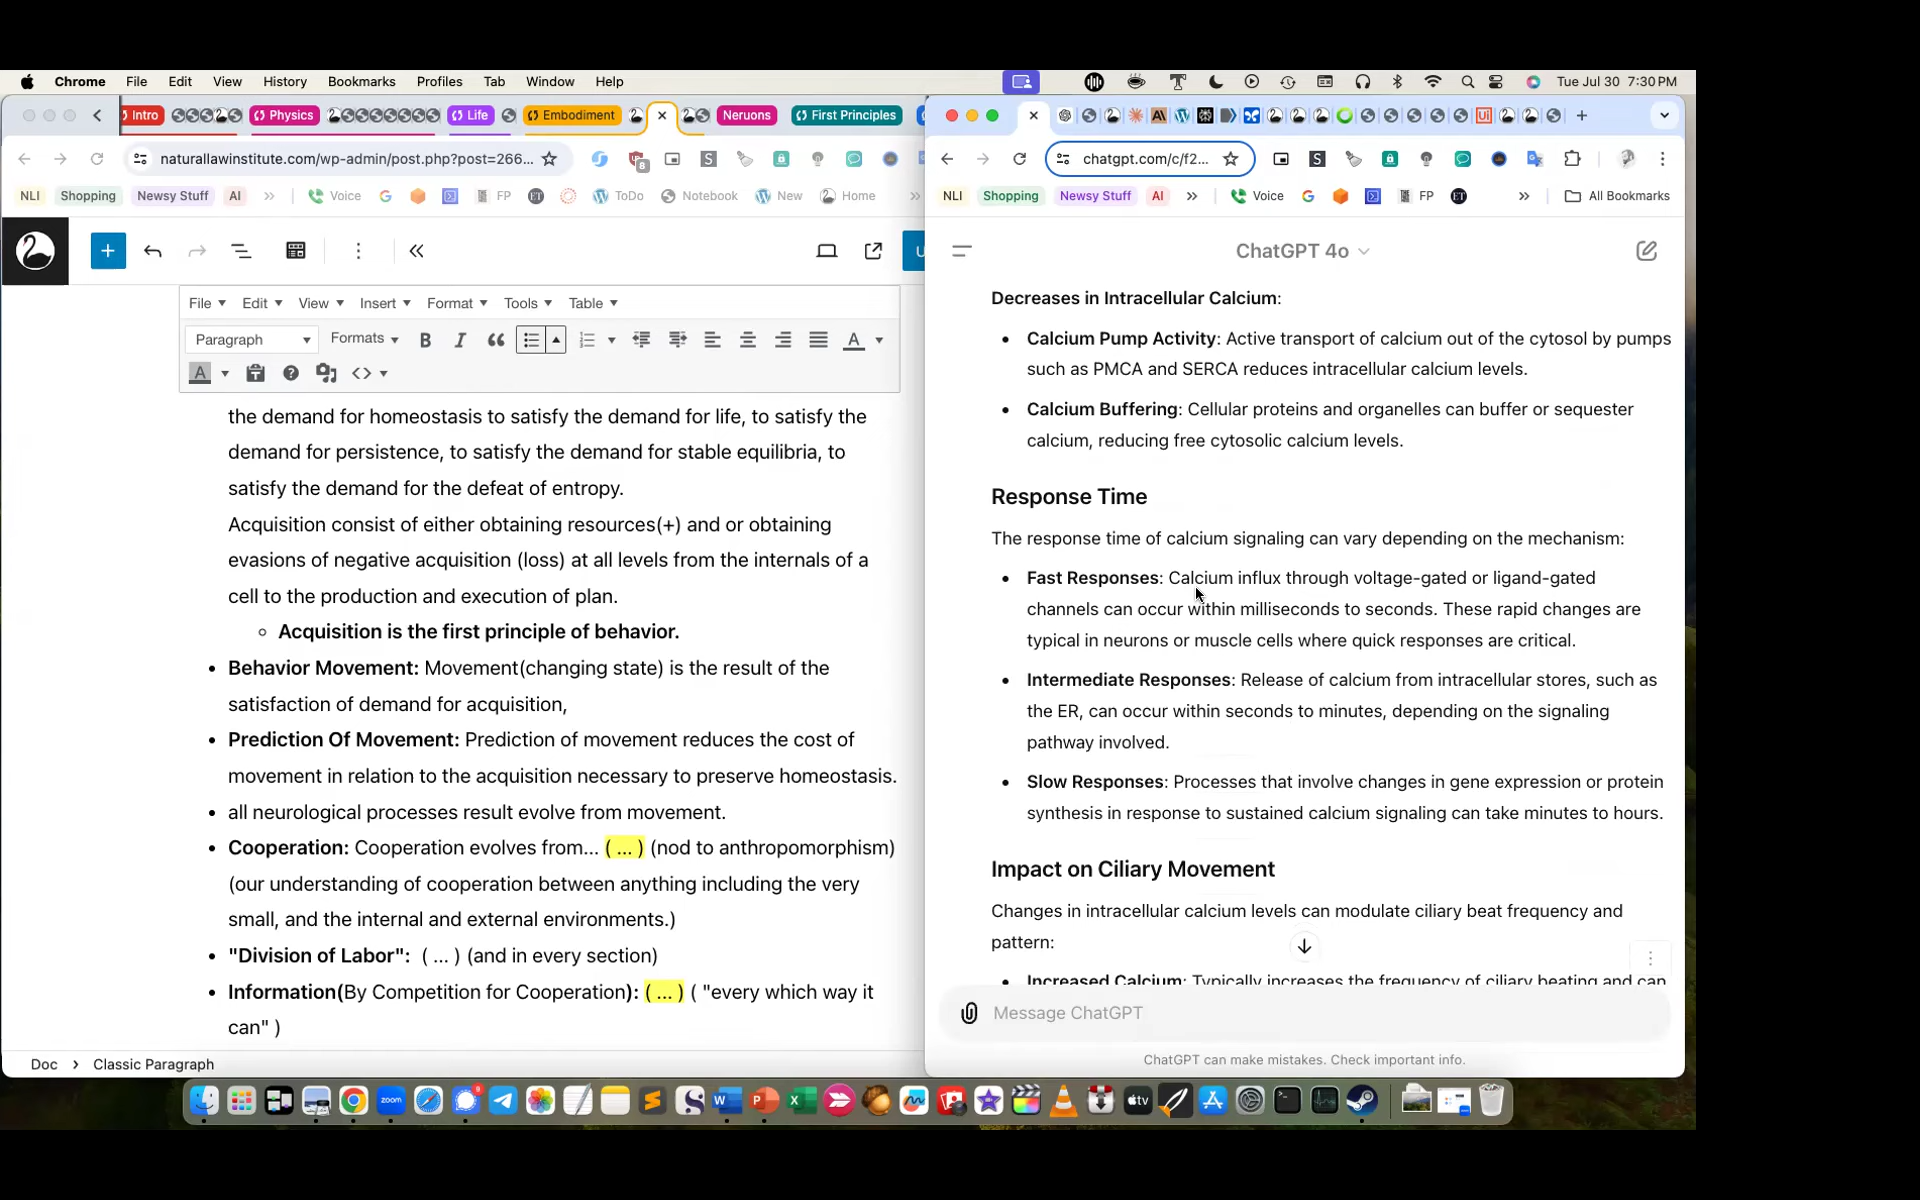 Chrome File Edit View History Bookmarks Profiles Tab Window Help
Tue Jul 30 7:30 PM
Intro Physics Life Embodiment Neruons First Principles
naturallawinstitute.com/wp-admin/post.php?post=266...
NLI Shopping Newsy Stuff AI » Voice FP ToDo Notebook New Home »
File Edit View Insert Format Tools Table
Paragraph Formats
the demand for homeostasis to satisfy the demand for life, to satisfy the
demand for persistence, to satisfy the demand for stable equilibria, to
satisfy the demand for the defeat of entropy.
Acquisition consist of either obtaining resources(+) and or obtaining
evasions of negative acquisition (loss) at all levels from the internals of a
cell to the production and execution of plan.
Acquisition is the first principle of behavior.
Behavior Movement: Movement(changing state) is the result of the
satisfaction of demand for acquisition,
Prediction Of Movement: Prediction of movement reduces the cost of
movement in relation to the acquisition necessary to preserve homeostasis.
all neurological processes result evolve from movement.
Cooperation: Cooperation evolves from... ( ... ) (nod to anthropomorphism)
(our understanding of cooperation between anything including the very
small, and the internal and external environments.)
"Division of Labor": ( ... ) (and in every section)
Information(By Competition for Cooperation): ( ... ) ( "every which way it
can" )
Doc › Classic Paragraph
chatgpt.com/c/f2...
NLI Shopping Newsy Stuff AI » Voice FP ET » All Bookmarks
ChatGPT 4o
Decreases in Intracellular Calcium:
Calcium Pump Activity: Active transport of calcium out of the cytosol by pumps
such as PMCA and SERCA reduces intracellular calcium levels.
Calcium Buffering: Cellular proteins and organelles can buffer or sequester
calcium, reducing free cytosolic calcium levels.
Response Time
The response time of calcium signaling can vary depending on the mechanism:
Fast Responses: Calcium influx through voltage-gated or ligand-gated
channels can occur within milliseconds to seconds. These rapid changes are
typical in neurons or muscle cells where quick responses are critical.
Intermediate Responses: Release of calcium from intracellular stores, such as
the ER, can occur within seconds to minutes, depending on the signaling
pathway involved.
Slow Responses: Processes that involve changes in gene expression or protein
synthesis in response to sustained calcium signaling can take minutes to hours.
Impact on Ciliary Movement
Changes in intracellular calcium levels can modulate ciliary beat frequency and
pattern:
Increased Calcium: Typically increases the frequency of ciliary beating and can
Message ChatGPT
ChatGPT can make mistakes. Check important info.
zoom
tv